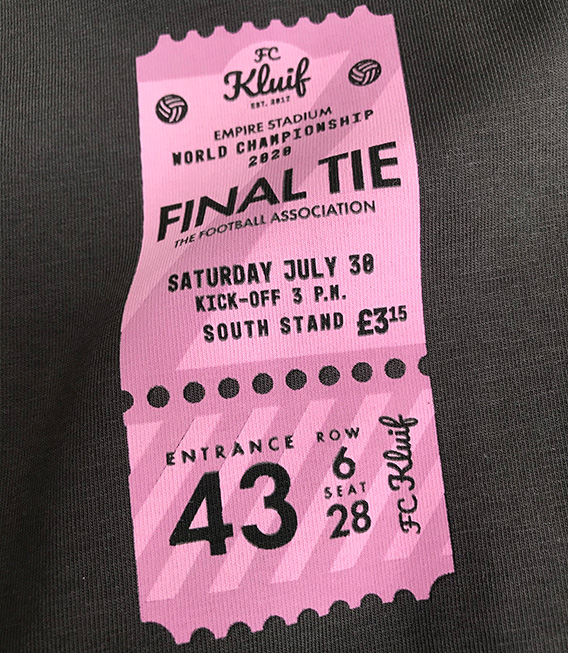 FC
Kluif
EST. 2017
EMPIRE STADIUM
WORLD CHAMPIONSHIP
2020
FINAL TIE
THE FOOTBALL ASSOCIATION
SATURDAY JULY 30
KICK-OFF 3 P.M.
SOUTH STAND £315
ENTRANCE
43
ROW
6
SEAT
28
FC Kluif